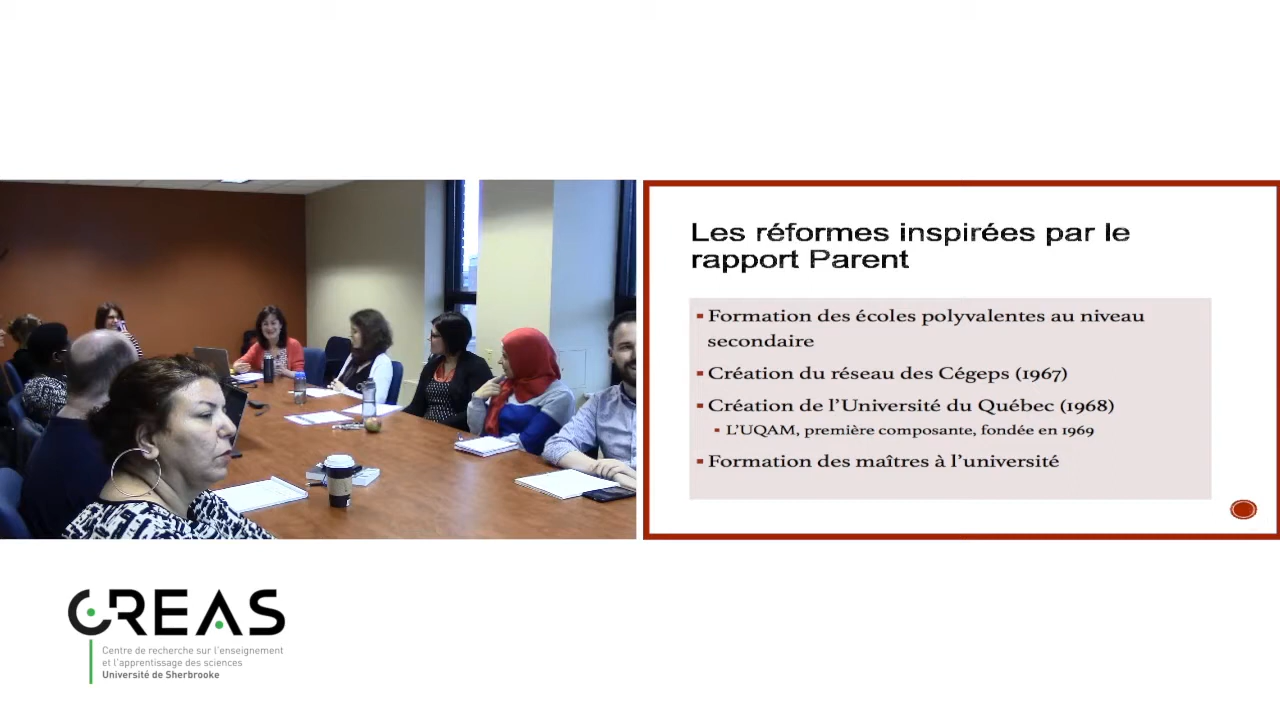 Les réformes inspirées par le
rapport Parent
Formation des écoles polyvalentes au niveau
secondaire
Création du réseau des Cégeps (1967)
Création de l'Université du Québec (1968)
L'UQAM, première composante, fondée en 1969
Formation des maîtres à l'université
CREAS
Centre de recherche sur l'enseignement
et l'apprentissage des sciences
Université de Sherbrooke